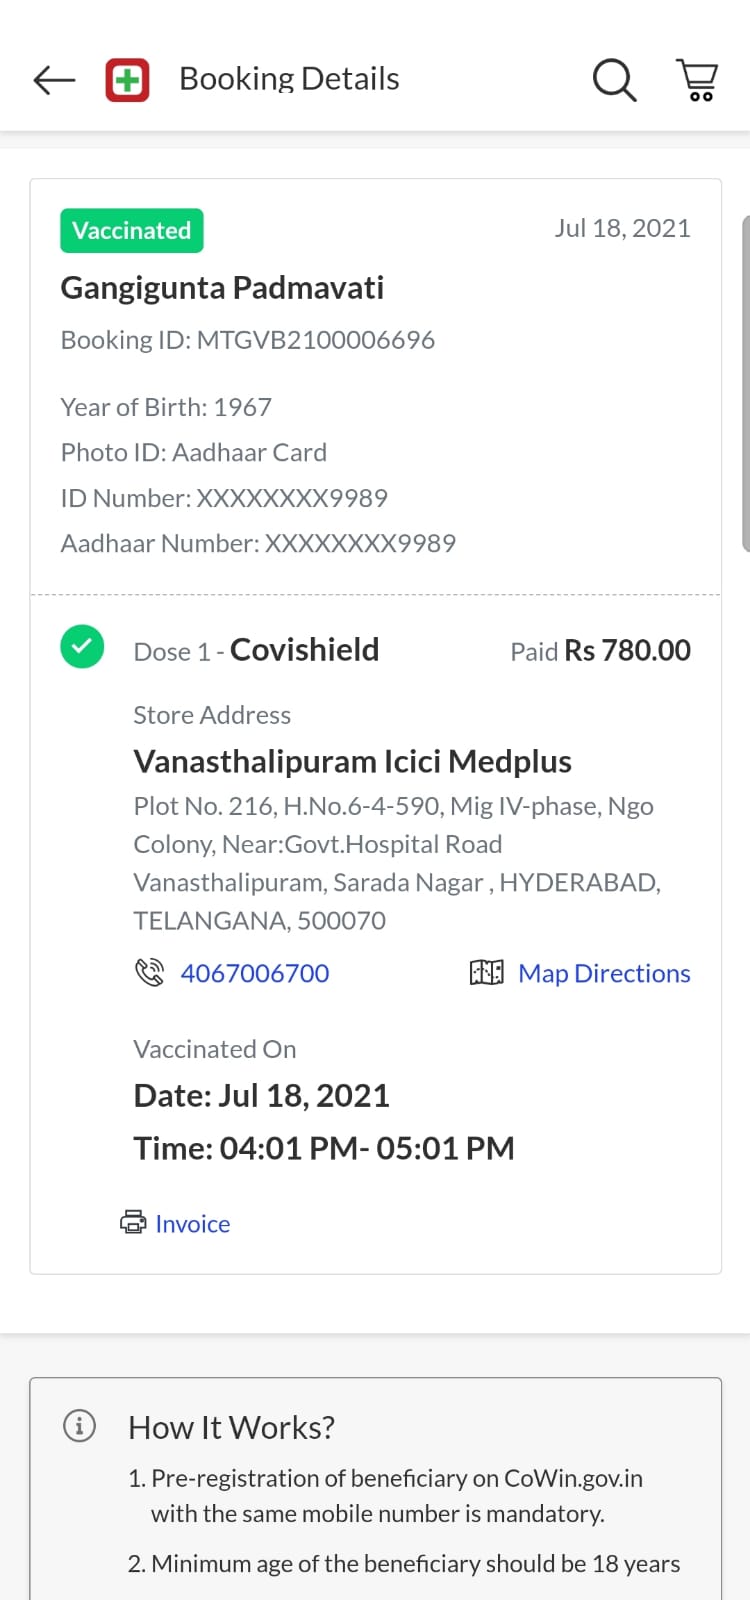 Booking Details
Vaccinated
Jul 18, 2021
Gangigunta Padmavati
Booking ID: MTGVB2100006696
Year of Birth: 1967
Photo ID: Aadhaar Card
ID Number: XXXXXXXX9989
Aadhaar Number: XXXXXXXX9989
Dose 1 - Covishield
Paid Rs 780.00
Store Address
Vanasthalipuram Icici Medplus
Plot No. 216, H.No.6-4-590, Mig IV-phase, Ngo
Colony, Near:Govt.Hospital Road
Vanasthalipuram, Sarada Nagar , HYDERABAD,
TELANGANA, 500070
4067006700
Map Directions
Vaccinated On
Date: Jul 18, 2021
Time: 04:01 PM- 05:01 PM
Invoice
How It Works?
1. Pre-registration of beneficiary on CoWin.gov.in
with the same mobile number is mandatory.
2. Minimum age of the beneficiary should be 18 years